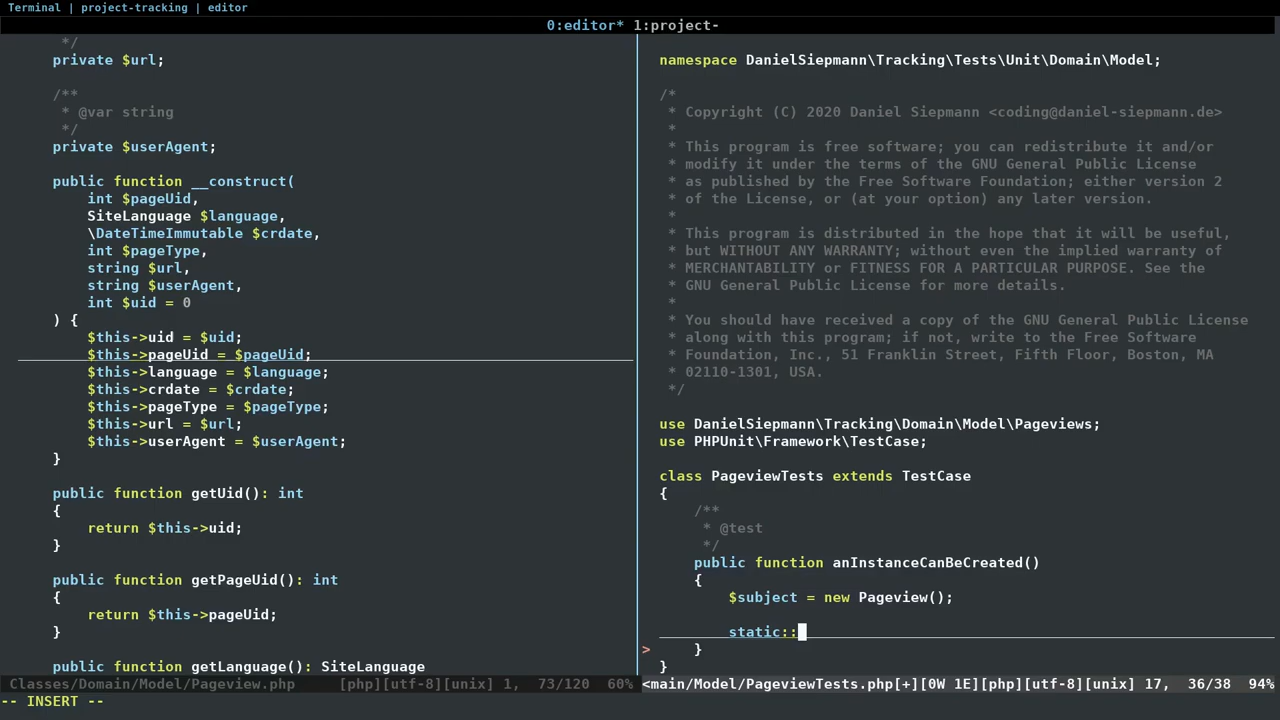 Terminal | project-tracking | editor
0:editor* 1:project-
*/
private $url;
/**
* @var string
*/
private $userAgent;
public function __construct(
int $pageUid,
SiteLanguage $language,
\DateTimeImmutable $crdate,
int $pageType,
string $url,
string $userAgent,
int $uid = 0
) {
$this->uid = $uid;
$this->pageUid = $pageUid;
$this->language = $language;
$this->crdate = $crdate;
$this->pageType = $pageType;
$this->url = $url;
$this->userAgent = $userAgent;
}
public function getUid(): int
{
return $this->uid;
}
public function getPageUid(): int
{
return $this->pageUid;
}
public function getLanguage(): SiteLanguage
Classes/Domain/Model/Pageview.php [php][utf-8][unix] 1, 73/120 60%
namespace DanielSiepmann\Tracking\Tests\Unit\Domain\Model;
/*
* Copyright (C) 2020 Daniel Siepmann <coding@daniel-siepmann.de>
*
* This program is free software; you can redistribute it and/or
* modify it under the terms of the GNU General Public License
* as published by the Free Software Foundation; either version 2
* of the License, or (at your option) any later version.
*
* This program is distributed in the hope that it will be useful,
* but WITHOUT ANY WARRANTY; without even the implied warranty of
* MERCHANTABILITY or FITNESS FOR A PARTICULAR PURPOSE. See the
* GNU General Public License for more details.
*
* You should have received a copy of the GNU General Public License
* along with this program; if not, write to the Free Software
* Foundation, Inc., 51 Franklin Street, Fifth Floor, Boston, MA
* 02110-1301, USA.
*/
use DanielSiepmann\Tracking\Domain\Model\Pageviews;
use PHPUnit\Framework\TestCase;
class PageviewTests extends TestCase
{
/**
* @test
*/
public function anInstanceCanBeCreated()
{
$subject = new Pageview();
static::
> }
}
<main/Model/PageviewTests.php[+][0W 1E][php][utf-8][unix] 17, 36/38 94%
-- INSERT --